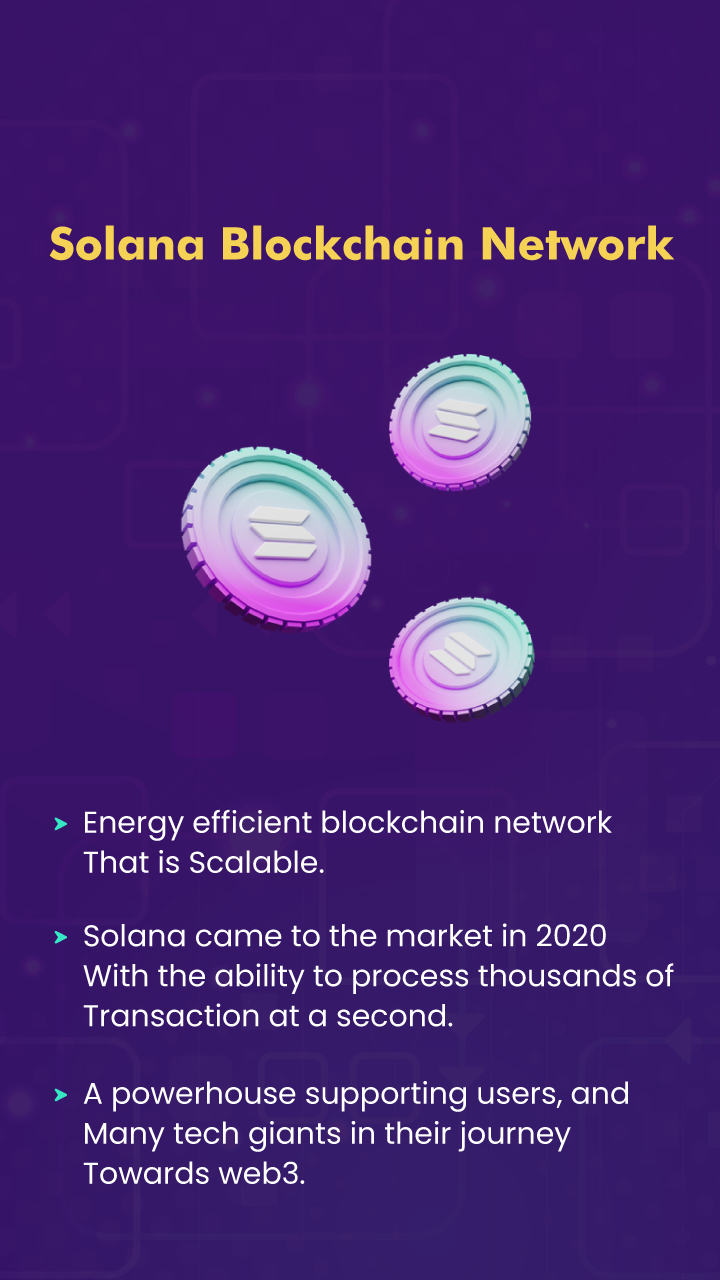 Solana Blockchain Network
Energy efficient blockchain network
That is Scalable.
Solana came to the market in 2020
With the ability to process thousands of
Transaction at a second.
A powerhouse supporting users, and
Many tech giants in their journey
Towards web3.